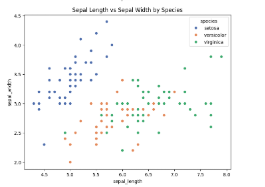 Sepal Length vs Sepal Width by Species
species
setosa
versicolor
virginica
4.5
4.0
3.5
3.0
2.5
2.0
sepal_width
4.5 5.0 5.5 6.0 6.5 7.0 7.5 8.0
sepal_length